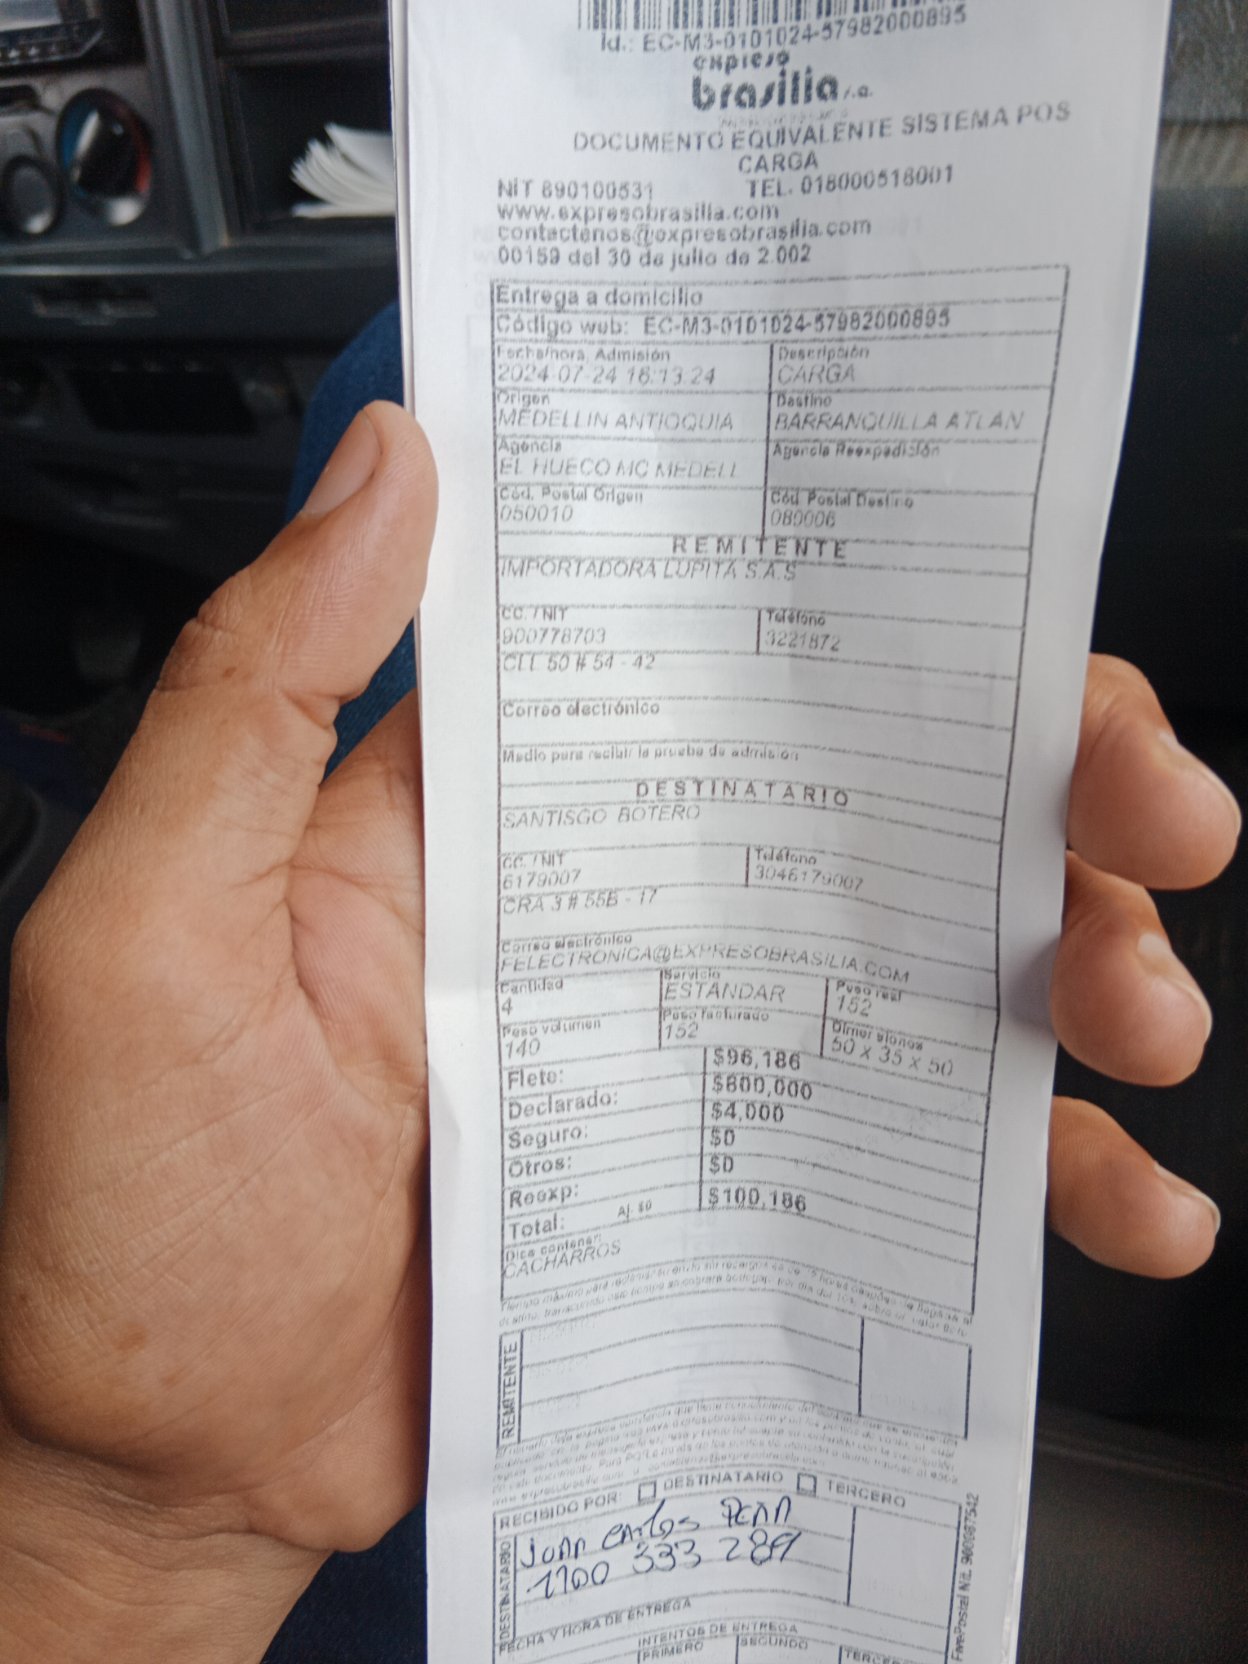 Id.: EC-M3-0101024-57982000895
expreso
brasilia s.a.
DOCUMENTO EQUIVALENTE SISTEMA POS
CARGA
NIT 890100531 TEL. 018000518001
www.expresobrasilia.com
contactenos@expresobrasilia.com
00159 del 30 de julio de 2.002
Entrega a domicilio
Código web: EC-M3-0101024-57982000895
Fecha/hora, Admisión Descripción
2024-07-24 16:13:24 CARGA
Origen Destino
MEDELLIN ANTIOQUIA BARRANQUILLA ATLAN
Agencia Agencia Reexpedición
EL HUECO MC MEDELL
Cód. Postal Origen Cód. Postal Destino
050010 080006
REMITENTE
IMPORTADORA LUPITA S.A.S
CC. / NIT Teléfono
900778703 3221872
CLL 50 # 54 - 42
Correo electrónico
Medio para recibir la prueba de admisión
DESTINATARIO
SANTISGO BOTERO
CC. / NIT Teléfono
6179007 3046179007
CRA 3 # 55B - 17
Correo electrónico
FELECTRONICA@EXPRESOBRASILIA.COM
Cantidad Servicio Peso real
4 ESTANDAR 152
Peso volumen Peso facturado Dimensiones
140 152 50 x 35 x 50
Flete: $96,186
Declarado: $800,000
Seguro: $4,000
Otros: $0
Reexp: $0
Total: Aj. $0 $100,186
Dice contener:
CACHARROS
REMITENTE
RECIBIDO POR: DESTINATARIO TERCERO
DESTINATARIO
Juan Carlos Peña
1100 333 289
FECHA Y HORA DE ENTREGA
INTENTOS DE ENTREGA
PRIMERO SEGUNDO TERCERO
FivePostal Nit. 900087542